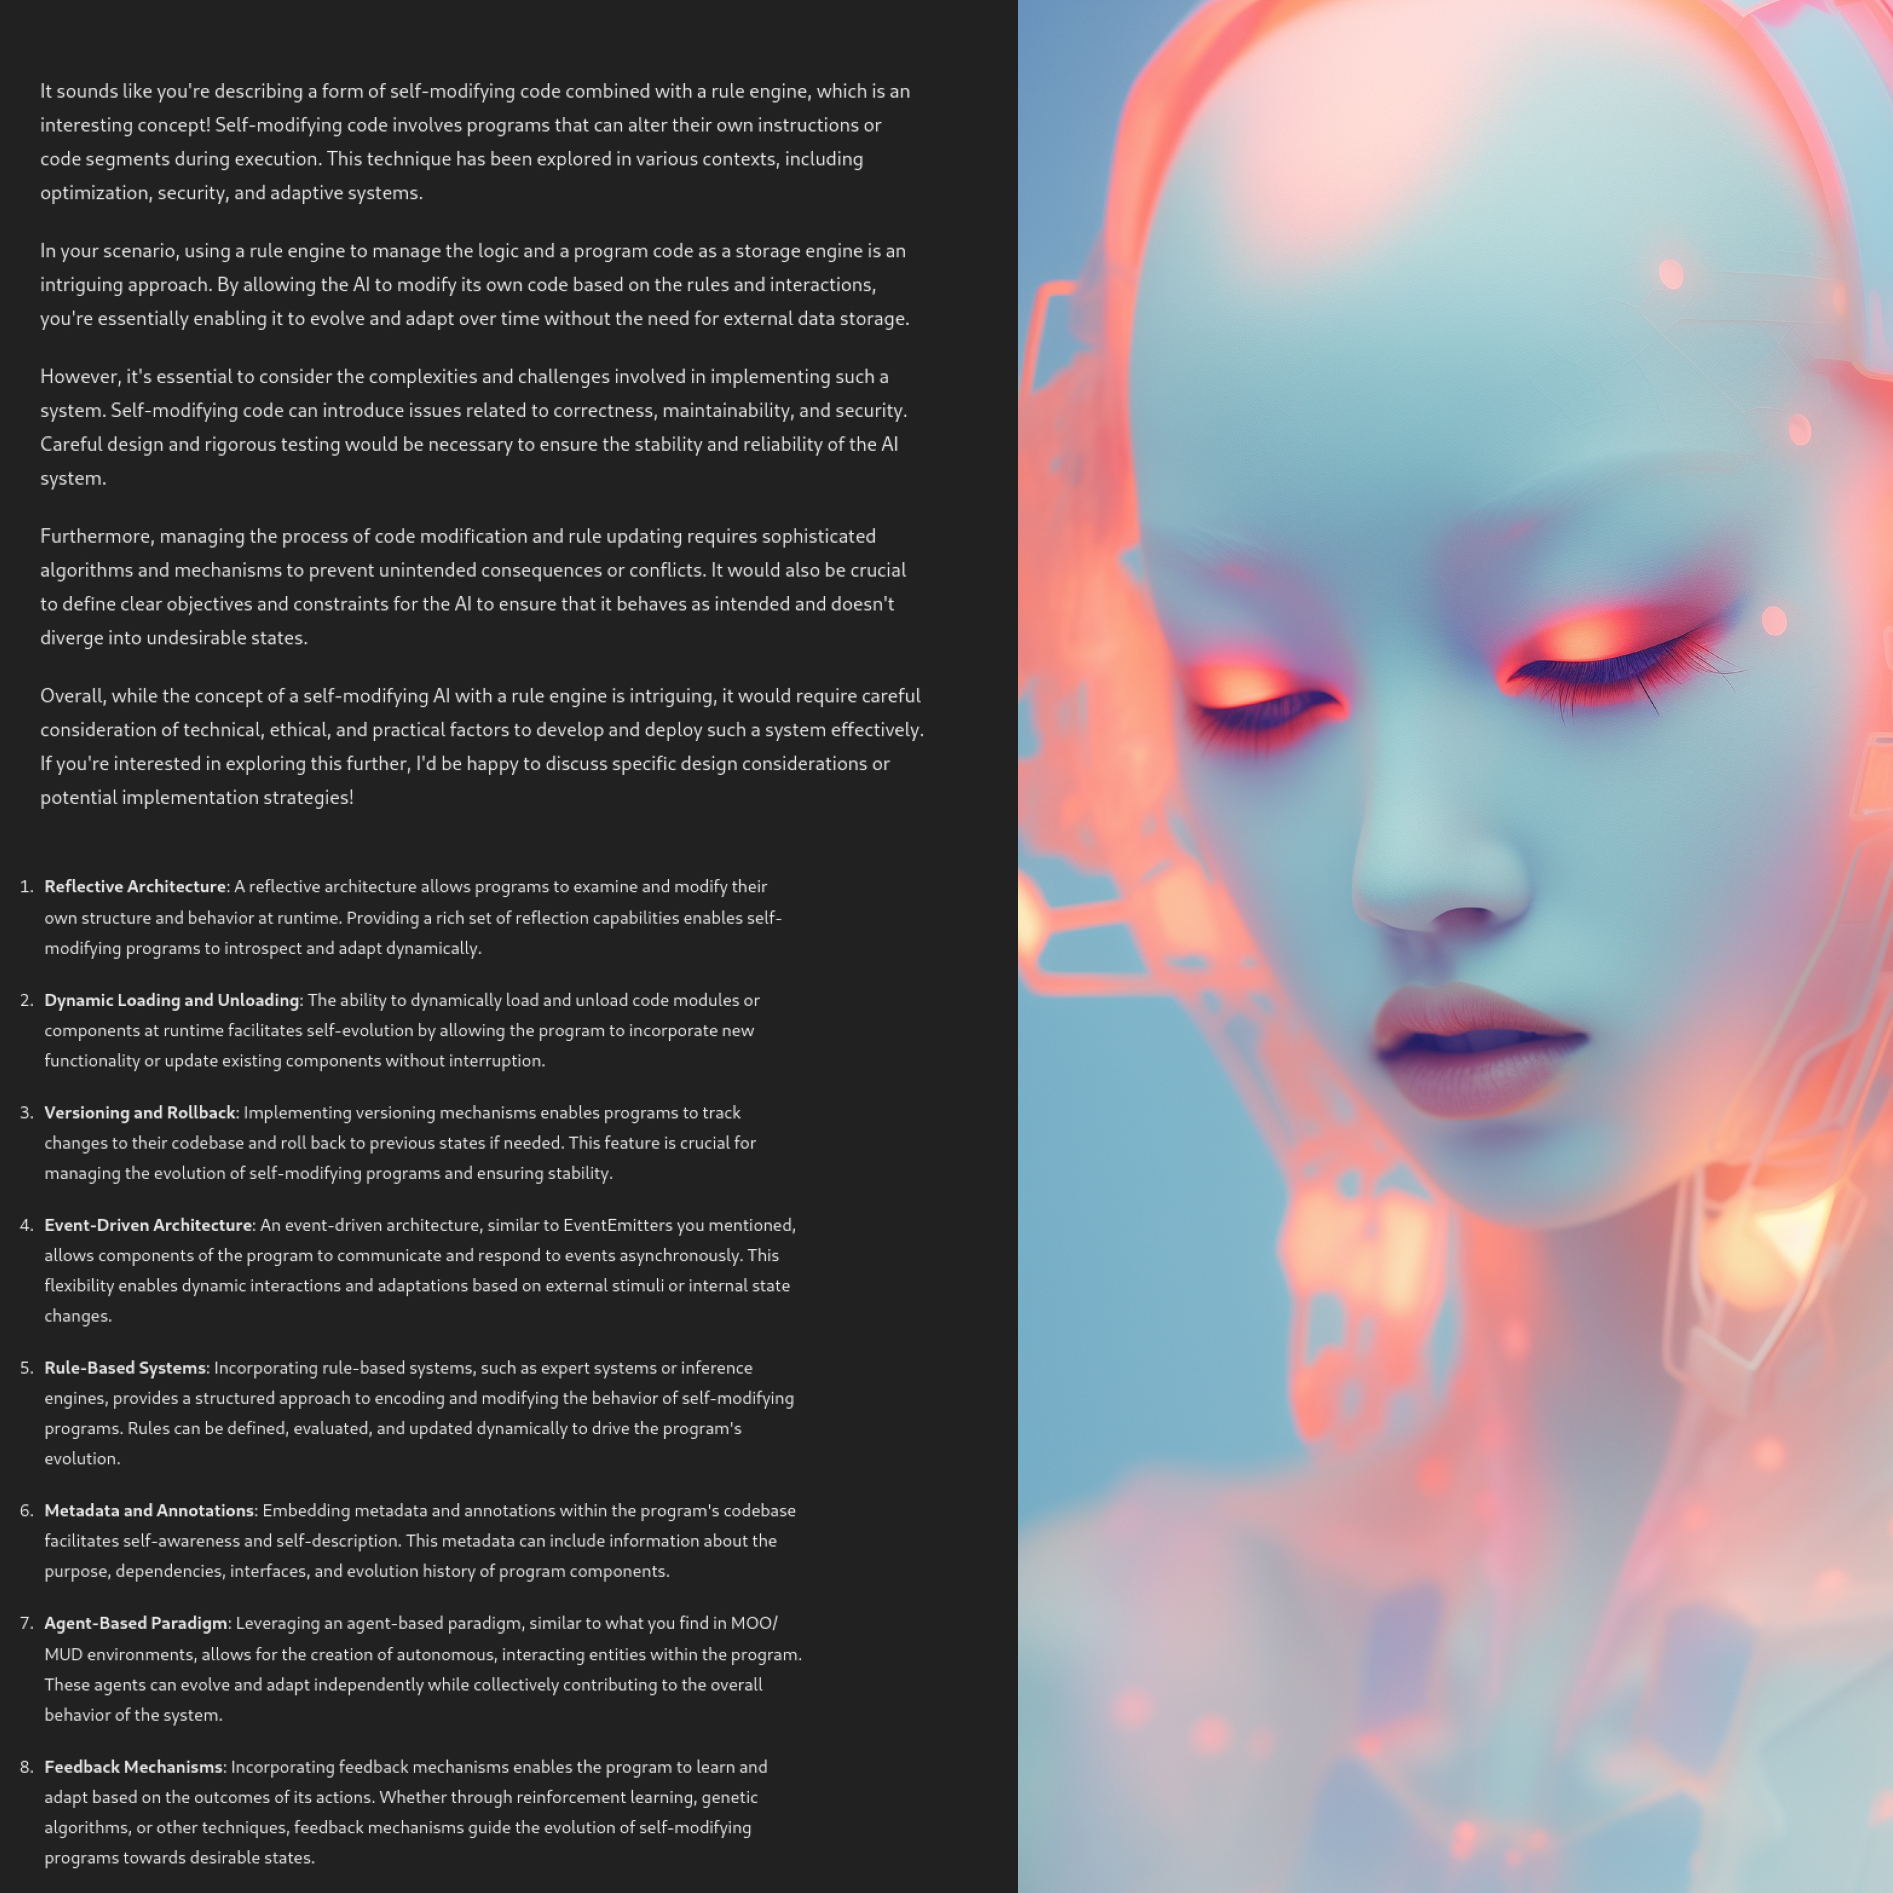 It sounds like you're describing a form of self-modifying code combined with a rule engine, which is an
interesting concept! Self-modifying code involves programs that can alter their own instructions or
code segments during execution. This technique has been explored in various contexts, including
optimization, security, and adaptive systems.
In your scenario, using a rule engine to manage the logic and a program code as a storage engine is an
intriguing approach. By allowing the AI to modify its own code based on the rules and interactions,
you're essentially enabling it to evolve and adapt over time without the need for external data storage.
However, it's essential to consider the complexities and challenges involved in implementing such a
system. Self-modifying code can introduce issues related to correctness, maintainability, and security.
Careful design and rigorous testing would be necessary to ensure the stability and reliability of the AI
system.
Furthermore, managing the process of code modification and rule updating requires sophisticated
algorithms and mechanisms to prevent unintended consequences or conflicts. It would also be crucial
to define clear objectives and constraints for the AI to ensure that it behaves as intended and doesn't
diverge into undesirable states.
Overall, while the concept of a self-modifying AI with a rule engine is intriguing, it would require careful
consideration of technical, ethical, and practical factors to develop and deploy such a system effectively.
If you're interested in exploring this further, I'd be happy to discuss specific design considerations or
potential implementation strategies!
1. Reflective Architecture: A reflective architecture allows programs to examine and modify their
own structure and behavior at runtime. Providing a rich set of reflection capabilities enables self-
modifying programs to introspect and adapt dynamically.
2. Dynamic Loading and Unloading: The ability to dynamically load and unload code modules or
components at runtime facilitates self-evolution by allowing the program to incorporate new
functionality or update existing components without interruption.
3. Versioning and Rollback: Implementing versioning mechanisms enables programs to track
changes to their codebase and roll back to previous states if needed. This feature is crucial for
managing the evolution of self-modifying programs and ensuring stability.
4. Event-Driven Architecture: An event-driven architecture, similar to EventEmitters you mentioned,
allows components of the program to communicate and respond to events asynchronously. This
flexibility enables dynamic interactions and adaptations based on external stimuli or internal state
changes.
5. Rule-Based Systems: Incorporating rule-based systems, such as expert systems or inference
engines, provides a structured approach to encoding and modifying the behavior of self-modifying
programs. Rules can be defined, evaluated, and updated dynamically to drive the program's
evolution.
6. Metadata and Annotations: Embedding metadata and annotations within the program's codebase
facilitates self-awareness and self-description. This metadata can include information about the
purpose, dependencies, interfaces, and evolution history of program components.
7. Agent-Based Paradigm: Leveraging an agent-based paradigm, similar to what you find in MOO/
MUD environments, allows for the creation of autonomous, interacting entities within the program.
These agents can evolve and adapt independently while collectively contributing to the overall
behavior of the system.
8. Feedback Mechanisms: Incorporating feedback mechanisms enables the program to learn and
adapt based on the outcomes of its actions. Whether through reinforcement learning, genetic
algorithms, or other techniques, feedback mechanisms guide the evolution of self-modifying
programs towards desirable states.